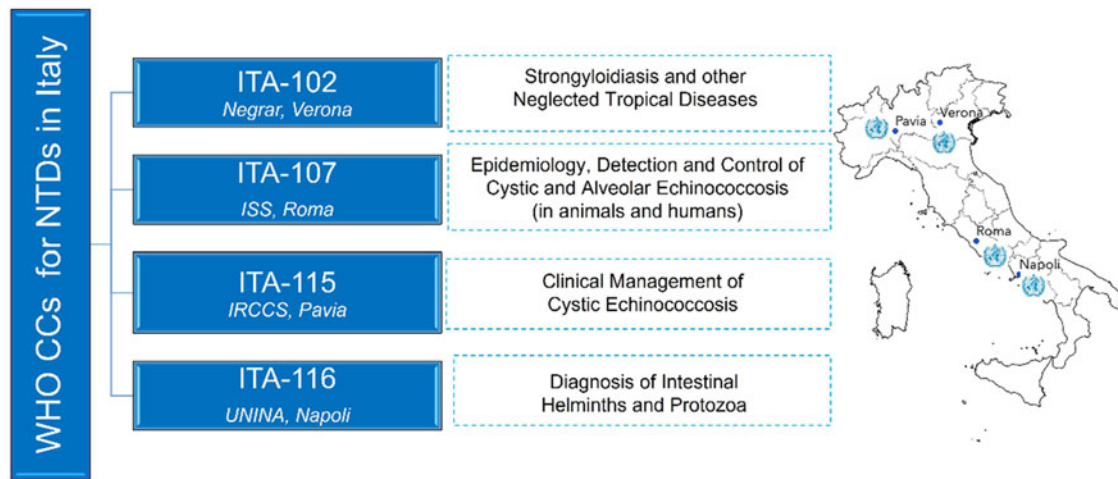 WHO CCs for NTDs in Italy
ITA-102
Negrar, Verona
Strongyloidiasis and other
Neglected Tropical Diseases
ITA-107
ISS, Roma
Epidemiology, Detection and Control of
Cystic and Alveolar Echinococcosis
(in animals and humans)
ITA-115
IRCCS, Pavia
Clinical Management of
Cystic Echinococcosis
ITA-116
UNINA, Napoli
Diagnosis of Intestinal
Helminths and Protozoa
Pavia
Verona
Roma
Napoli